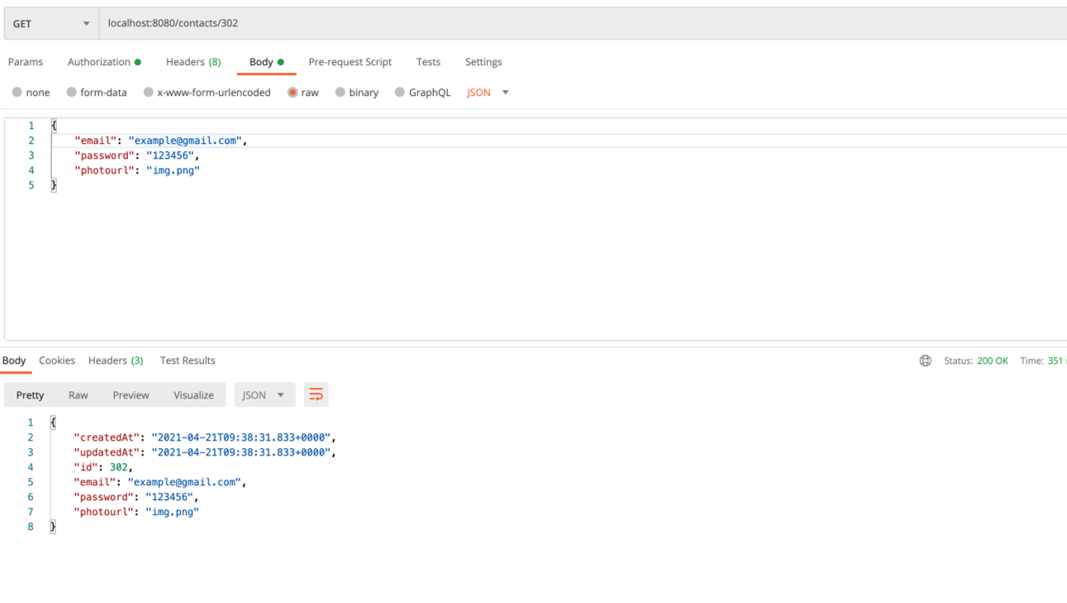 GET localhost:8080/contacts/302
Params Authorization Headers (8) Body Pre-request Script Tests Settings
none form-data x-www-form-urlencoded raw binary GraphQL JSON
1 {
2 "email": "example@gmail.com",
3 "password": "123456",
4 "photourl": "img.png"
5 }
Body Cookies Headers (3) Test Results Status: 200 OK Time: 351
Pretty Raw Preview Visualize JSON
1 {
2 "createdAt": "2021-04-21T09:38:31.833+0000",
3 "updatedAt": "2021-04-21T09:38:31.833+0000",
4 "id": 302,
5 "email": "example@gmail.com",
6 "password": "123456",
7 "photourl": "img.png"
8 }